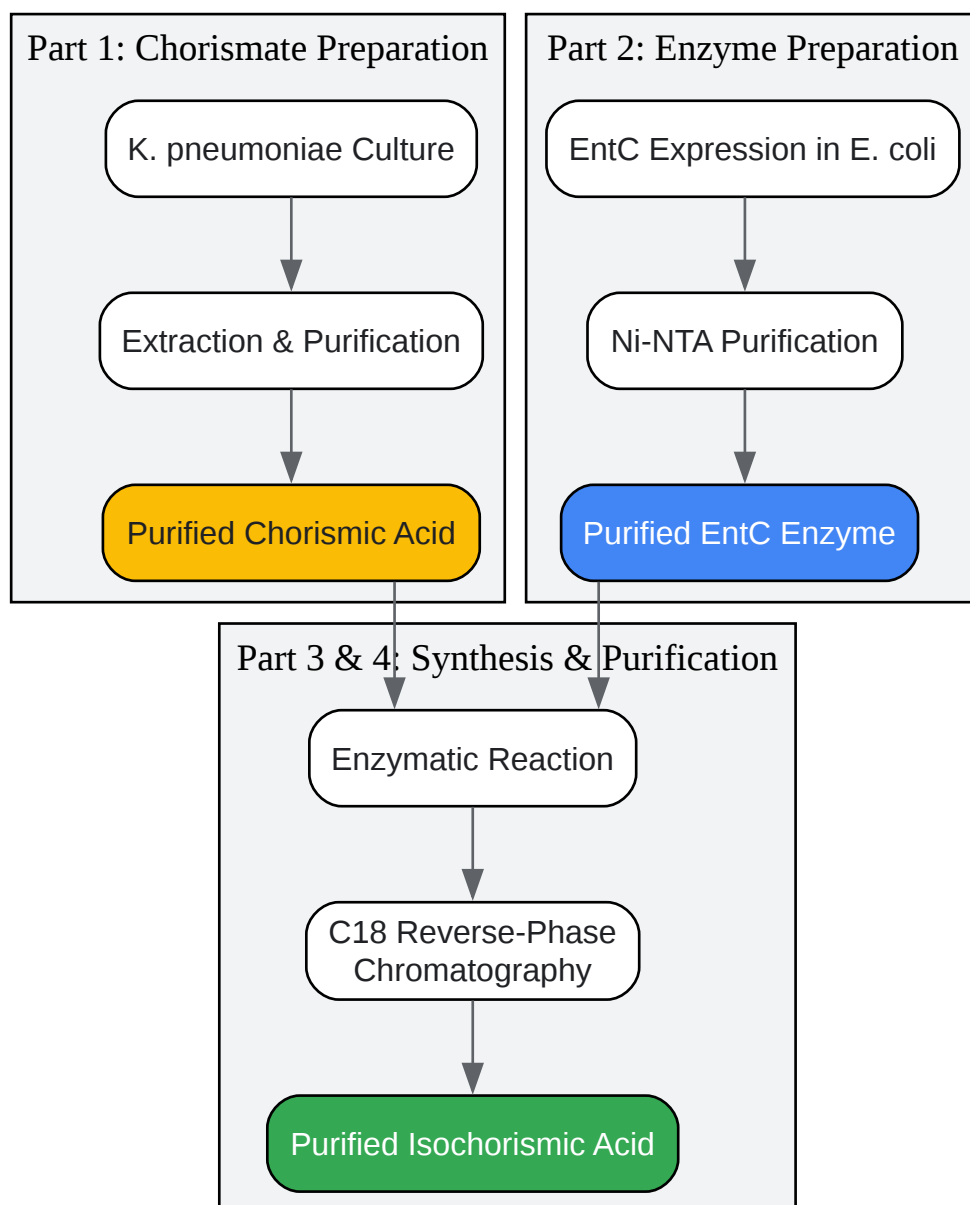 Part 1: Chorismate Preparation
K. pneumoniae Culture
Extraction & Purification
Purified Chorismic Acid
Part 2: Enzyme Preparation
EntC Expression in E. coli
Ni-NTA Purification
Purified EntC Enzyme
Part 3 & 4: Synthesis & Purification
Enzymatic Reaction
C18 Reverse-Phase
Chromatography
Purified Isochorismic Acid